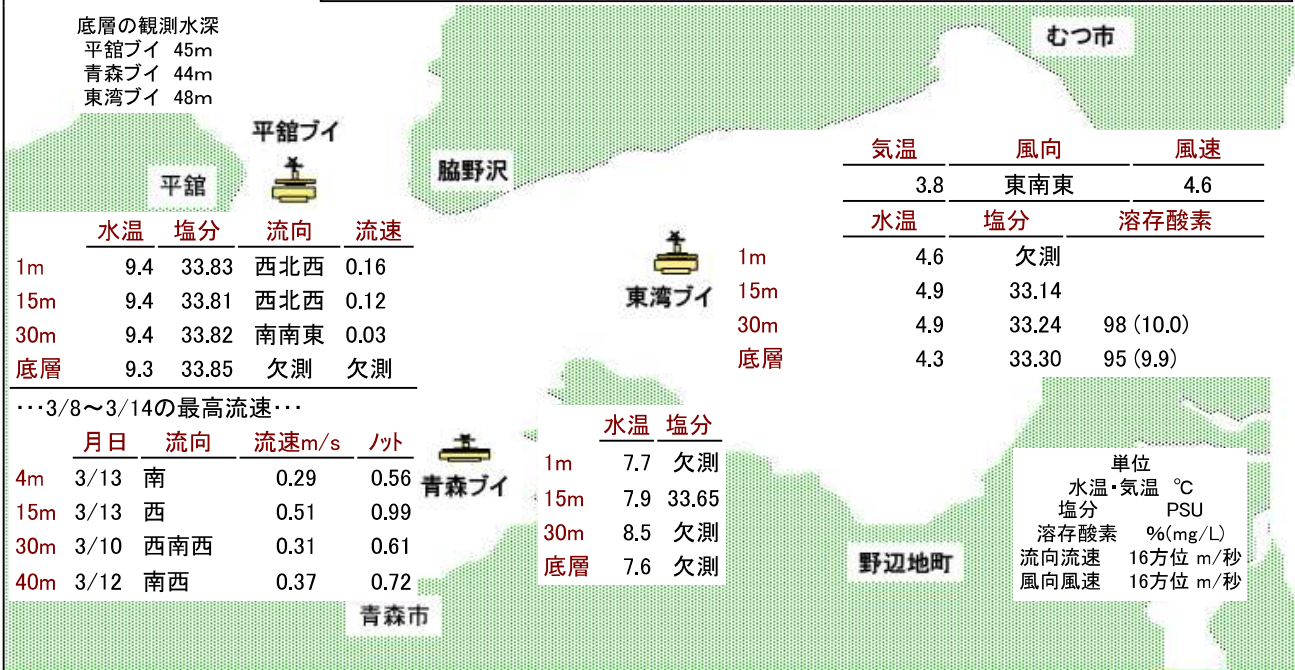 底層の観測水深
平舘ブイ 45m
青森ブイ 44m
東湾ブイ 48m
むつ市
平舘ブイ
平舘
脇野沢
気温 風向 風速
3.8 東南東 4.6
水温 塩分 流向 流速
1m 9.4 33.83 西北西 0.16
15m 9.4 33.81 西北西 0.12
30m 9.4 33.82 南南東 0.03
底層 9.3 33.85 欠測 欠測
東湾ブイ
水温 塩分 溶存酸素
1m 4.6 欠測
15m 4.9 33.14
30m 4.9 33.24 98 (10.0)
底層 4.3 33.30 95 (9.9)
…3/8～3/14の最高流速…
月日 流向 流速m/s ノット
4m 3/13 南 0.29 0.56
15m 3/13 西 0.51 0.99
30m 3/10 西南西 0.31 0.61
40m 3/12 南西 0.37 0.72
青森ブイ
水温 塩分
1m 7.7 欠測
15m 7.9 33.65
30m 8.5 欠測
底層 7.6 欠測
青森市
野辺地町
単位
水温・気温 ℃
塩分 PSU
溶存酸素 %(mg/L)
流向流速 16方位 m/秒
風向風速 16方位 m/秒